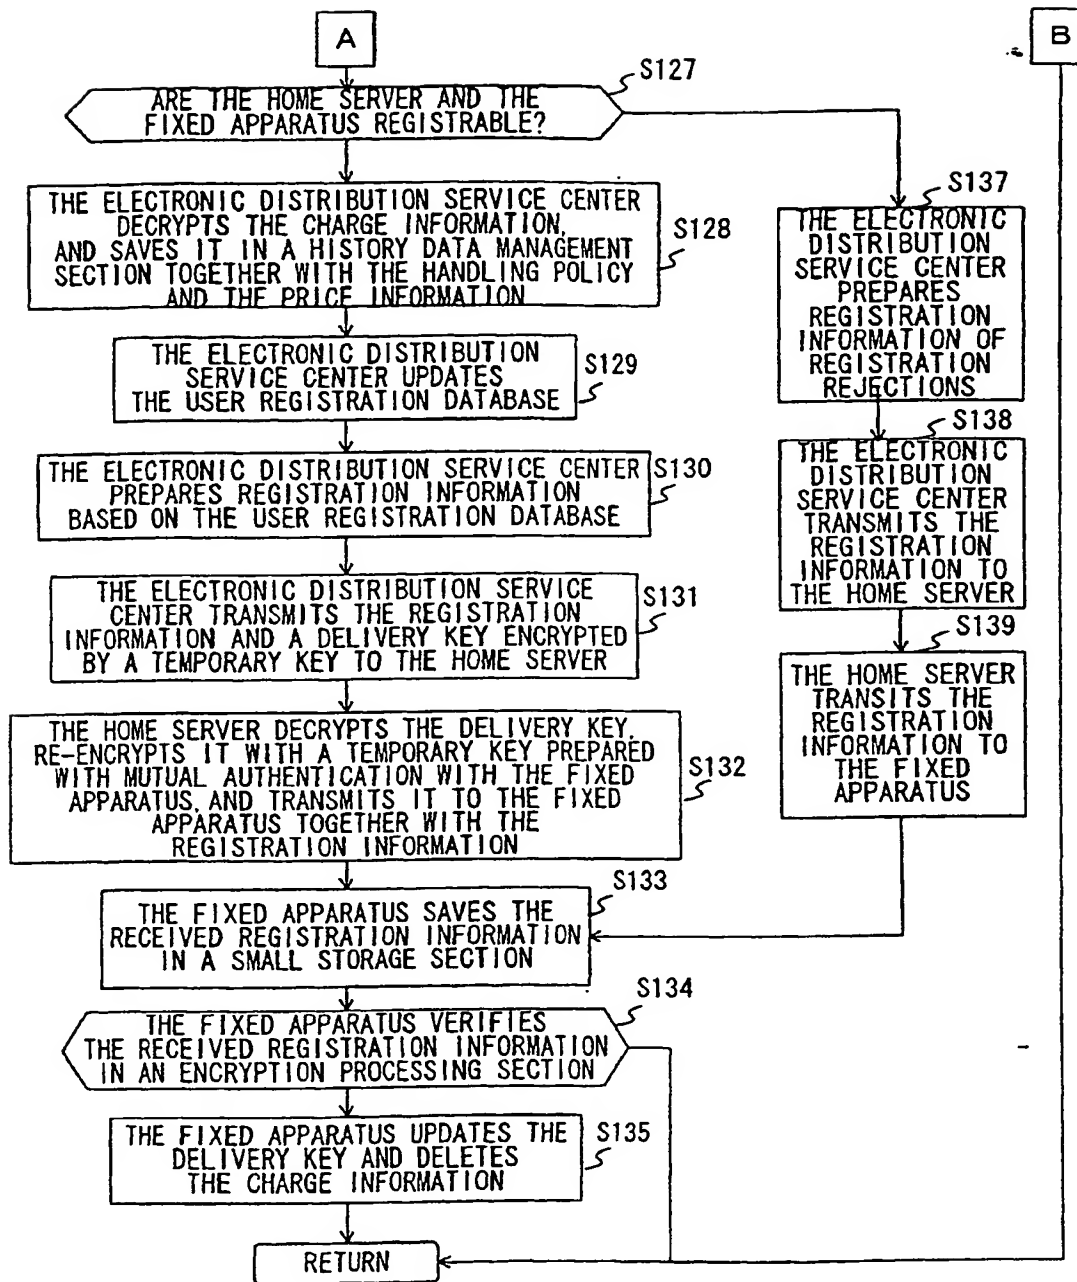 A
B
S127
ARE THE HOME SERVER AND THE
FIXED APPARATUS REGISTRABLE?
THE ELECTRONIC DISTRIBUTION SERVICE CENTER
DECRYPTS THE CHARGE INFORMATION,
AND SAVES IT IN A HISTORY DATA MANAGEMENT
SECTION TOGETHER WITH THE HANDLING POLICY
AND THE PRICE INFORMATION
S128
THE ELECTRONIC DISTRIBUTION
SERVICE CENTER UPDATES
THE USER REGISTRATION DATABASE
S129
THE ELECTRONIC DISTRIBUTION SERVICE CENTER
PREPARES REGISTRATION INFORMATION
BASED ON THE USER REGISTRATION DATABASE
S130
THE ELECTRONIC DISTRIBUTION SERVICE
CENTER TRANSMITS THE REGISTRATION
INFORMATION AND A DELIVERY KEY ENCRYPTED
BY A TEMPORARY KEY TO THE HOME SERVER
S131
THE HOME SERVER DECRYPTS THE DELIVERY KEY,
RE-ENCRYPTS IT WITH A TEMPORARY KEY PREPARED
WITH MUTUAL AUTHENTICATION WITH THE FIXED
APPARATUS, AND TRANSMITS IT TO THE FIXED
APPARATUS TOGETHER WITH THE
REGISTRATION INFORMATION
S132
S133
THE FIXED APPARATUS SAVES THE
RECEIVED REGISTRATION INFORMATION
IN A SMALL STORAGE SECTION
S134
THE FIXED APPARATUS VERIFIES
THE RECEIVED REGISTRATION INFORMATION
IN AN ENCRYPTION PROCESSING SECTION
THE FIXED APPARATUS UPDATES THE
DELIVERY KEY AND DELETES
THE CHARGE INFORMATION
S135
RETURN
S137
THE ELECTRONIC
DISTRIBUTION
SERVICE CENTER
PREPARES
REGISTRATION
INFORMATION OF
REGISTRATION
REJECTIONS
S138
THE ELECTRONIC
DISTRIBUTION
SERVICE CENTER
TRANSMITS THE
REGISTRATION
INFORMATION TO
THE HOME SERVER
S139
THE HOME SERVER
TRANSITS THE
REGISTRATION
INFORMATION TO
THE FIXED
APPARATUS